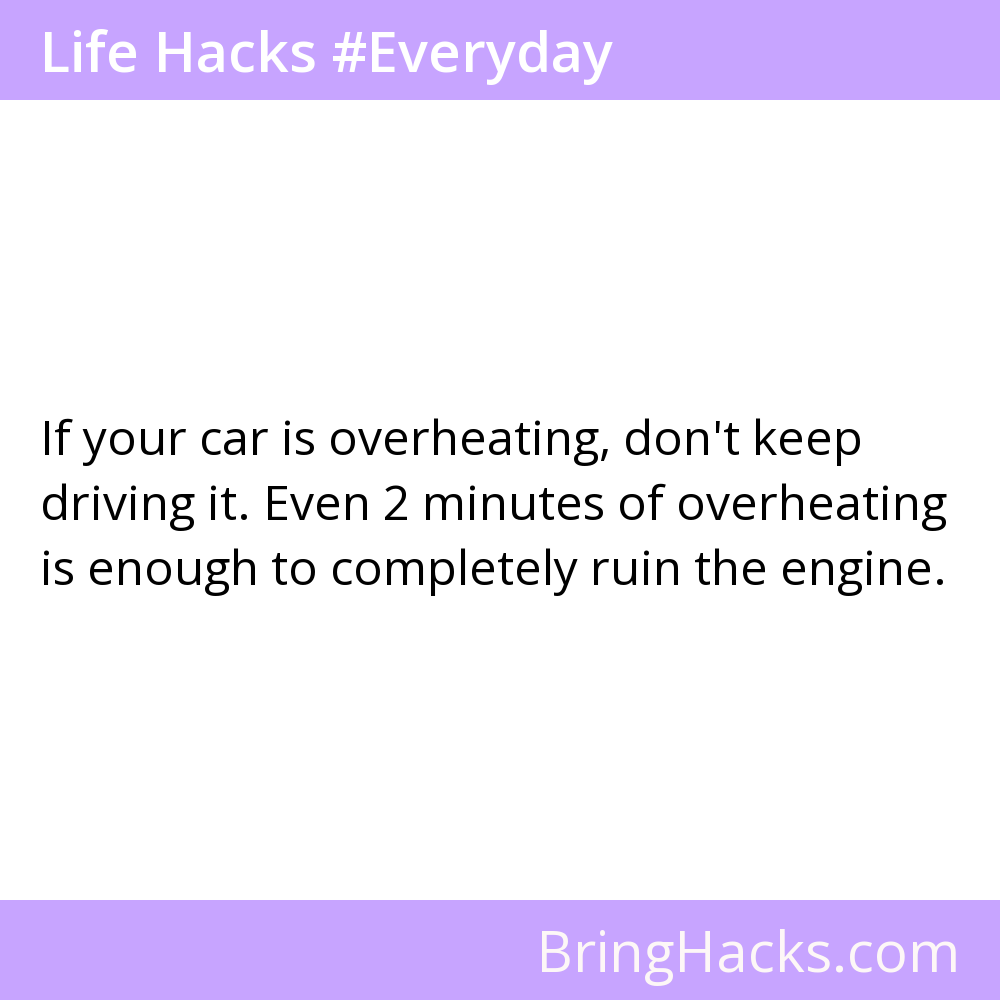 Life Hacks #Everyday
If your car is overheating, don't keep
driving it. Even 2 minutes of overheating
is enough to completely ruin the engine.
BringHacks.com